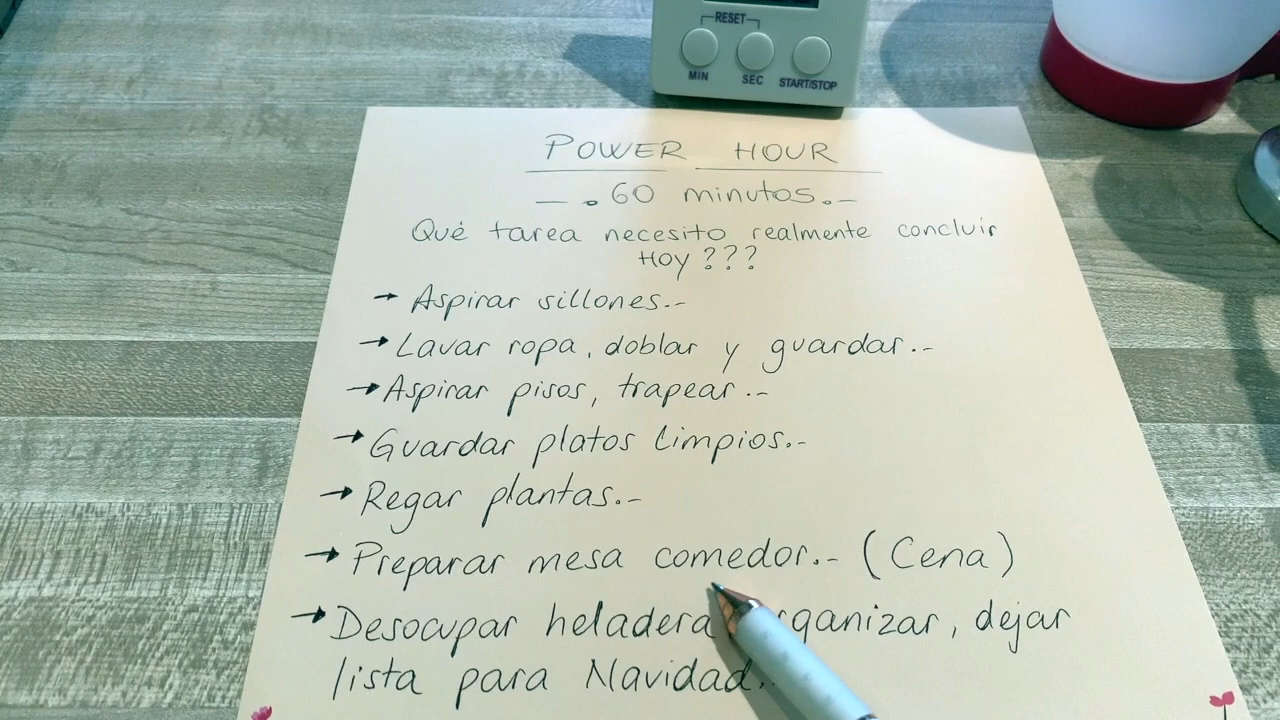 RESET
MIN SEC START/STOP
POWER HOUR
—.60 minutos.—
Qué tarea necesito realmente concluir
HOY ???
→ Aspirar sillones.-
→ Lavar ropa, doblar y guardar.-
→ Aspirar pisos, trapear.-
→ Guardar platos limpios.-
→ Regar plantas.-
→ Preparar mesa comedor.- (Cena)
→ Desocupar heladera, organizar, dejar
lista para Navidad.